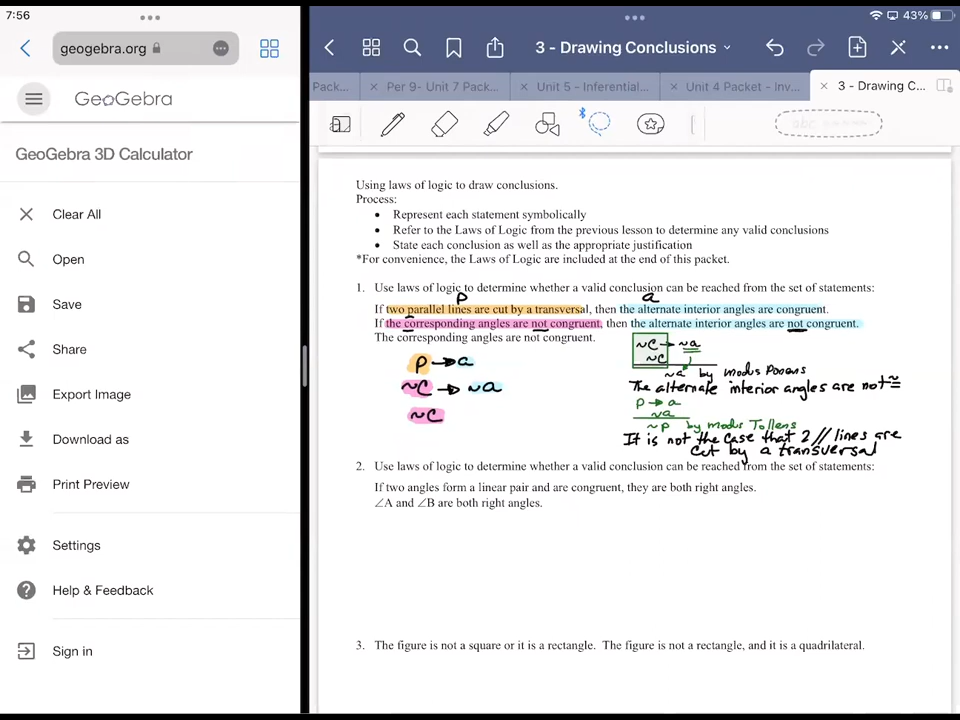 7:56
43%
geogebra.org
3 - Drawing Conclusions
GeoGebra
Pack...
Per 9- Unit 7 Pack...
Unit 5 - Inferential...
Unit 4 Packet - Inv...
3 - Drawing C...
GeoGebra 3D Calculator
Clear All
Open
Save
Share
Export Image
Download as
Print Preview
Settings
Help & Feedback
Sign in
Using laws of logic to draw conclusions.
Process:
• Represent each statement symbolically
• Refer to the Laws of Logic from the previous lesson to determine any valid conclusions
• State each conclusion as well as the appropriate justification
*For convenience, the Laws of Logic are included at the end of this packet.
1. Use laws of logic to determine whether a valid conclusion can be reached from the set of statements:
p a
If two parallel lines are cut by a transversal, then the alternate interior angles are congruent.
If the corresponding angles are not congruent, then the alternate interior angles are not congruent.
The corresponding angles are not congruent.
p → a
~c → ~a
~c
~c → ~a
~c
~a by modus Ponens
The alternate interior angles are not ≅
p → a
~a
~p by modus Tollens
It is not the case that 2 // lines are
cut by a transversal
2. Use laws of logic to determine whether a valid conclusion can be reached from the set of statements:
If two angles form a linear pair and are congruent, they are both right angles.
∠A and ∠B are both right angles.
3. The figure is not a square or it is a rectangle. The figure is not a rectangle, and it is a quadrilateral.